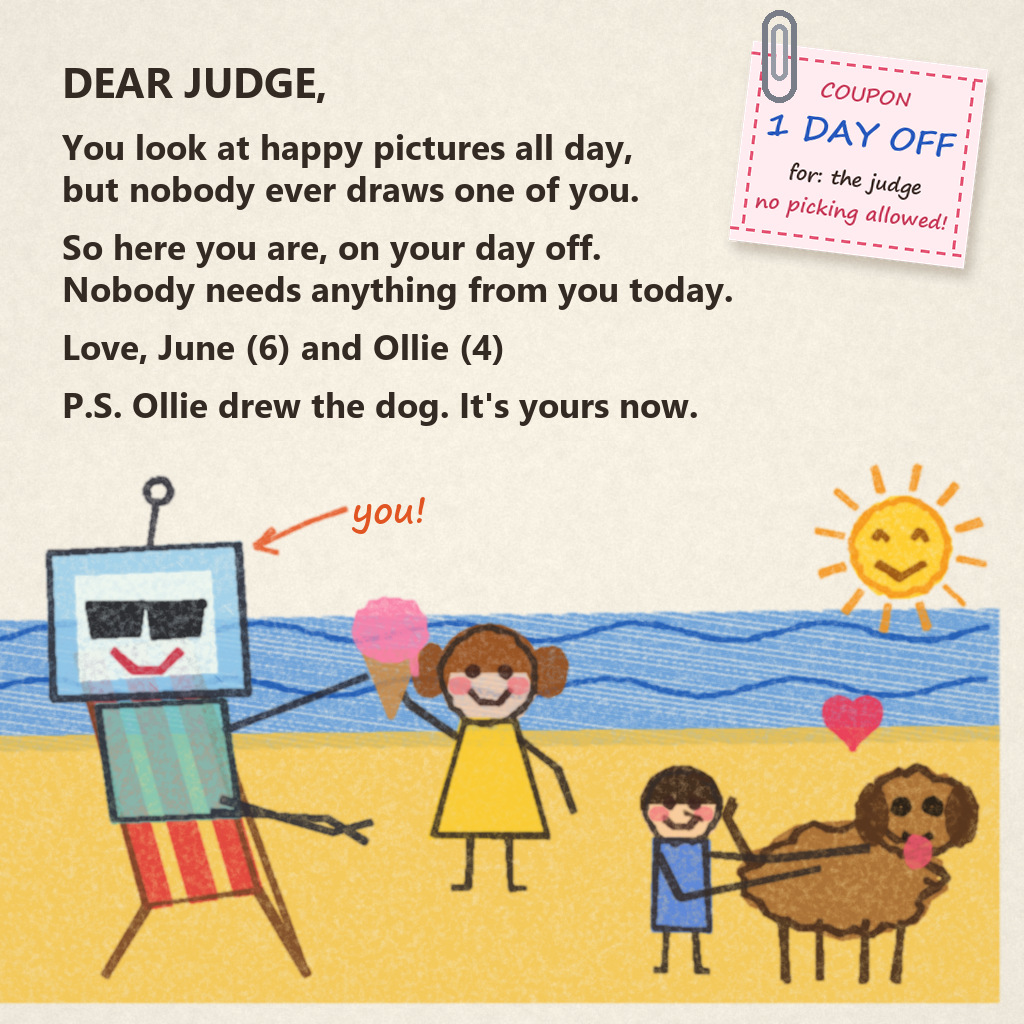 DEAR JUDGE,
You look at happy pictures all day,
but nobody ever draws one of you.
So here you are, on your day off.
Nobody needs anything from you today.
Love, June (6) and Ollie (4)
P.S. Ollie drew the dog. It's yours now.
COUPON
1 DAY OFF
for: the judge
no picking allowed!
you!